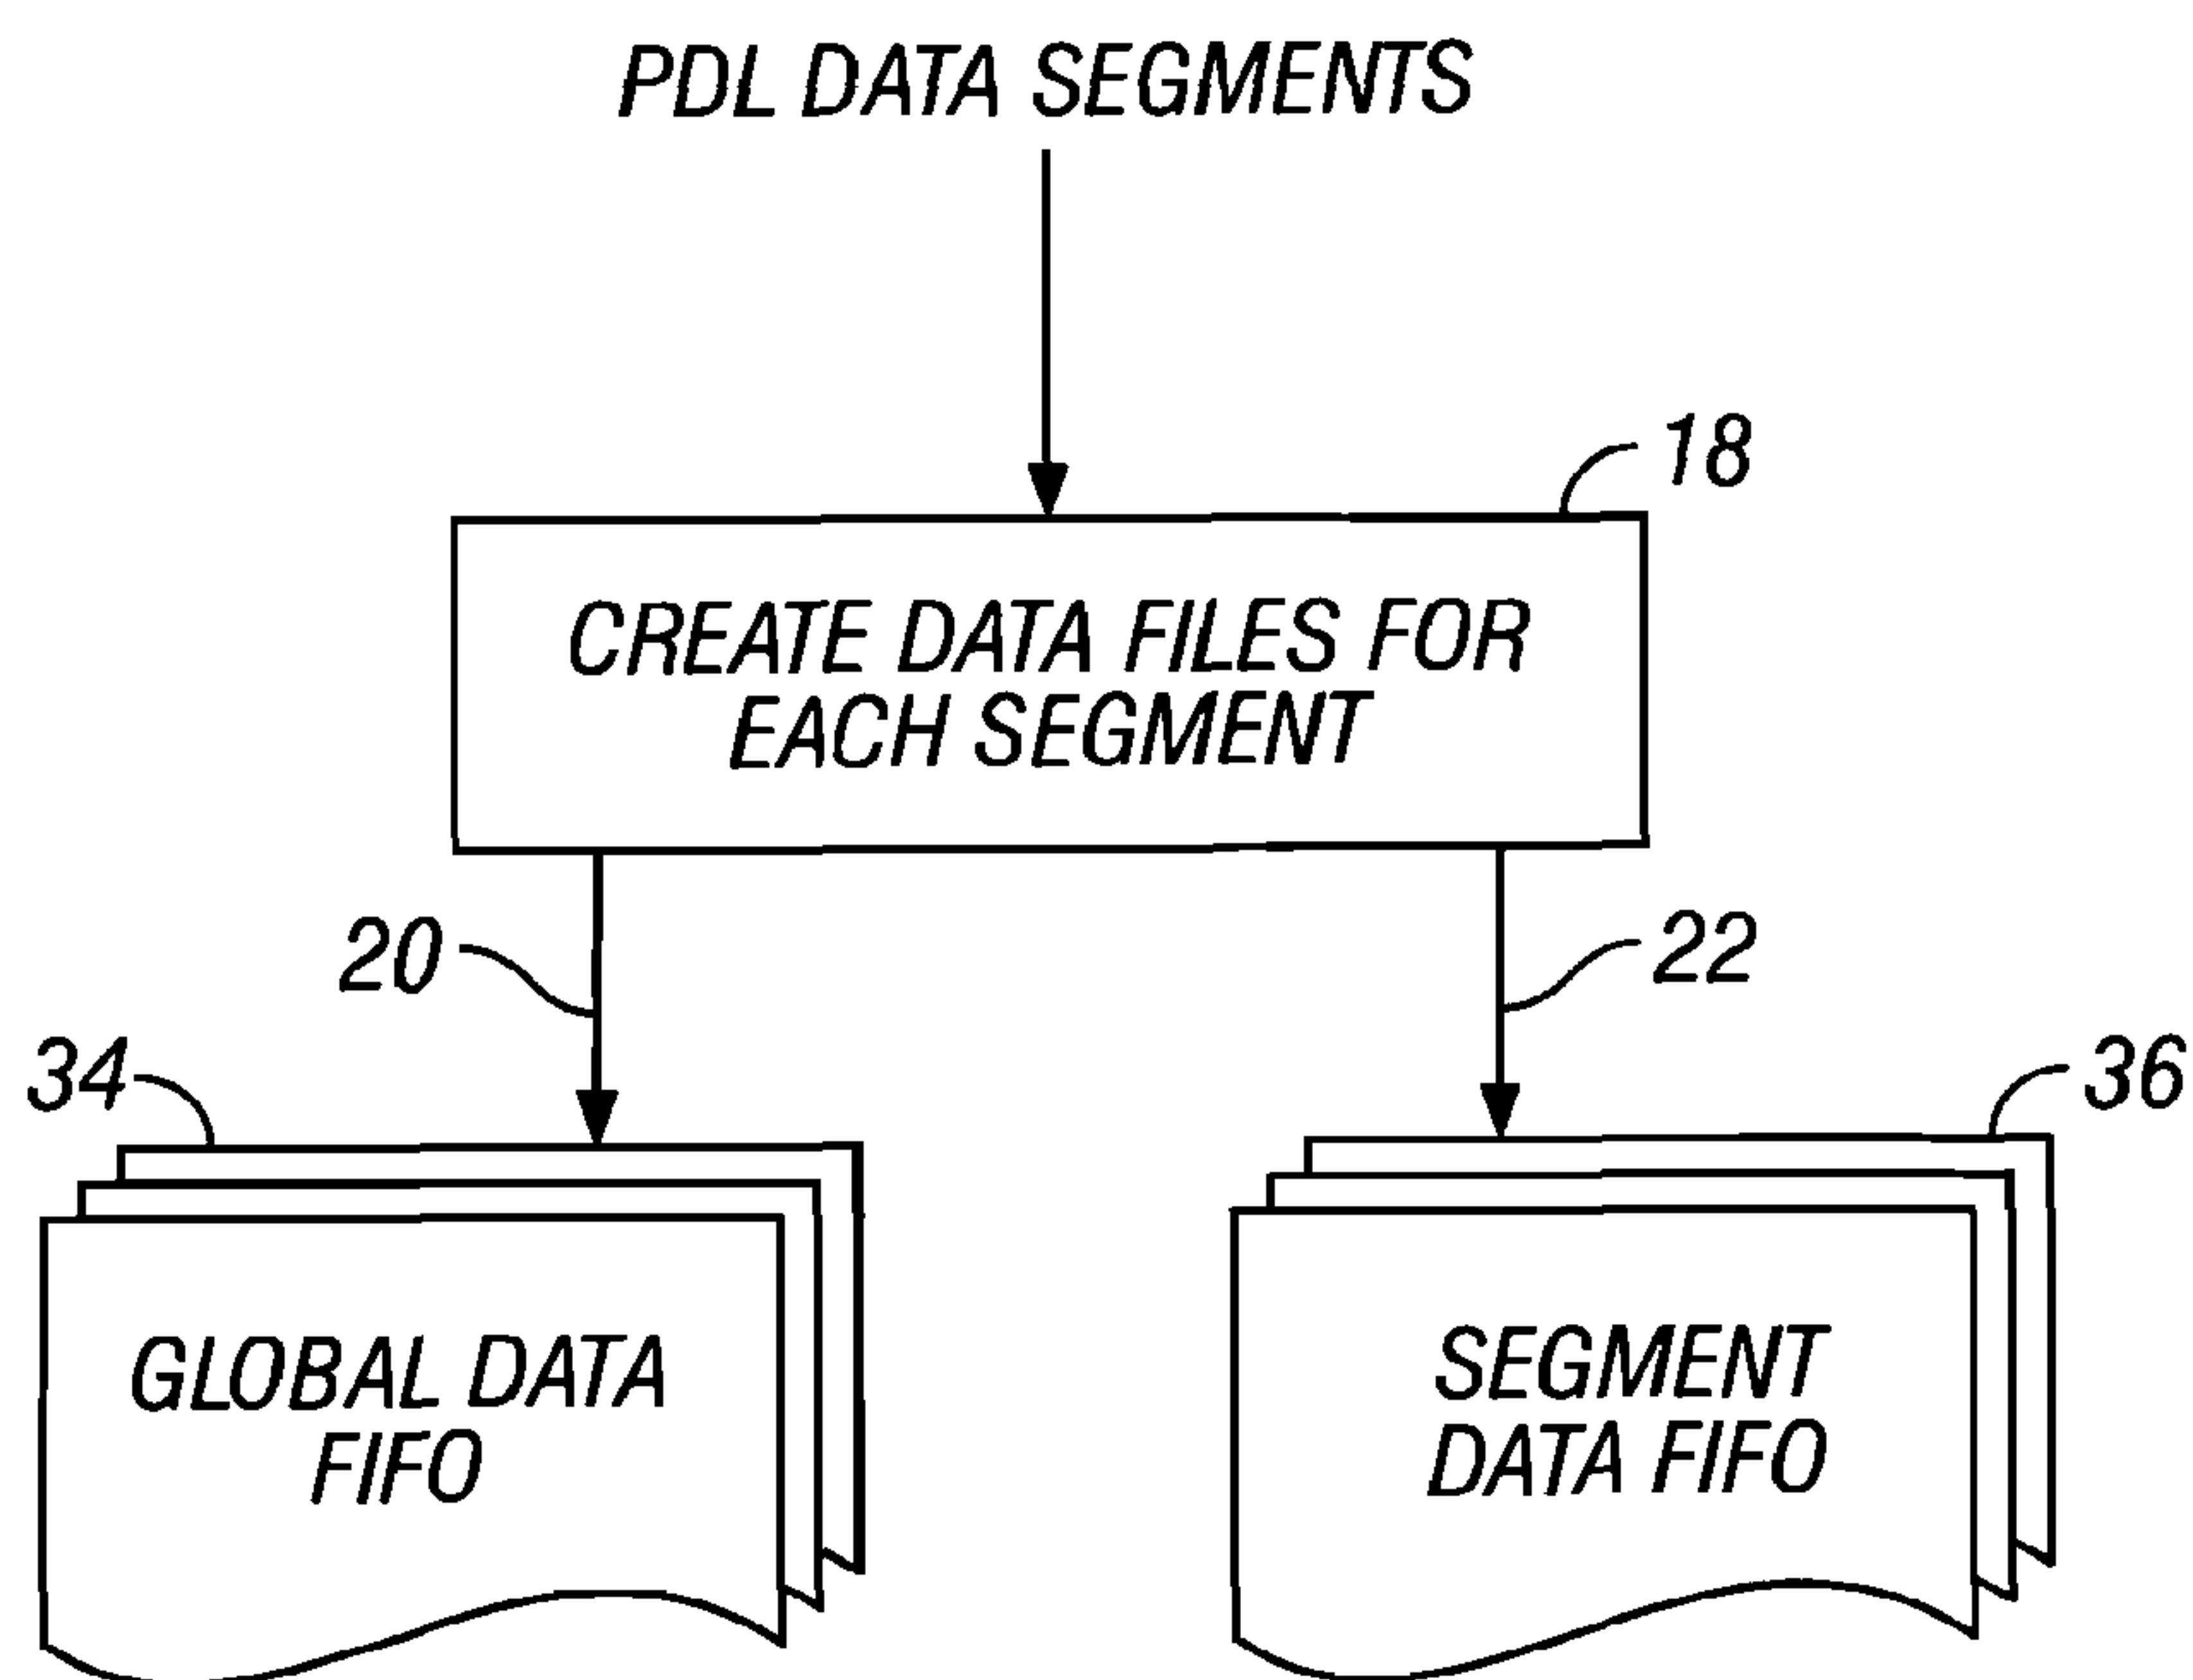 PDL DATA SEGMENTS
18
CREATE DATA FILES FOR
EACH SEGMENT
20
22
34
36
GLOBAL DATA
FIFO
SEGMENT
DATA FIFO